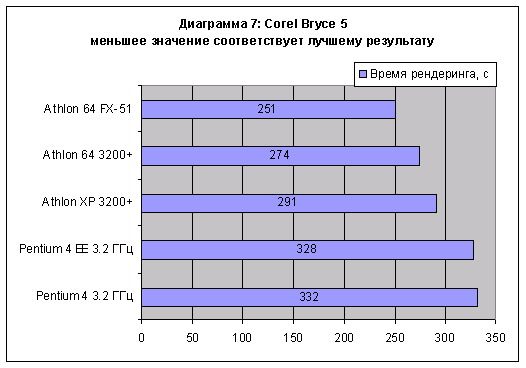 Диаграмма 7: Corel Bryce 5
меньшее значение соответствует лучшему результату
Время рендеринга, с
Athlon 64 FX-51
251
Athlon 64 3200+
274
Athlon XP 3200+
291
Pentium 4 EE 3.2 ГГц
328
Pentium 4 3.2 ГГц
332
0 50 100 150 200 250 300 350